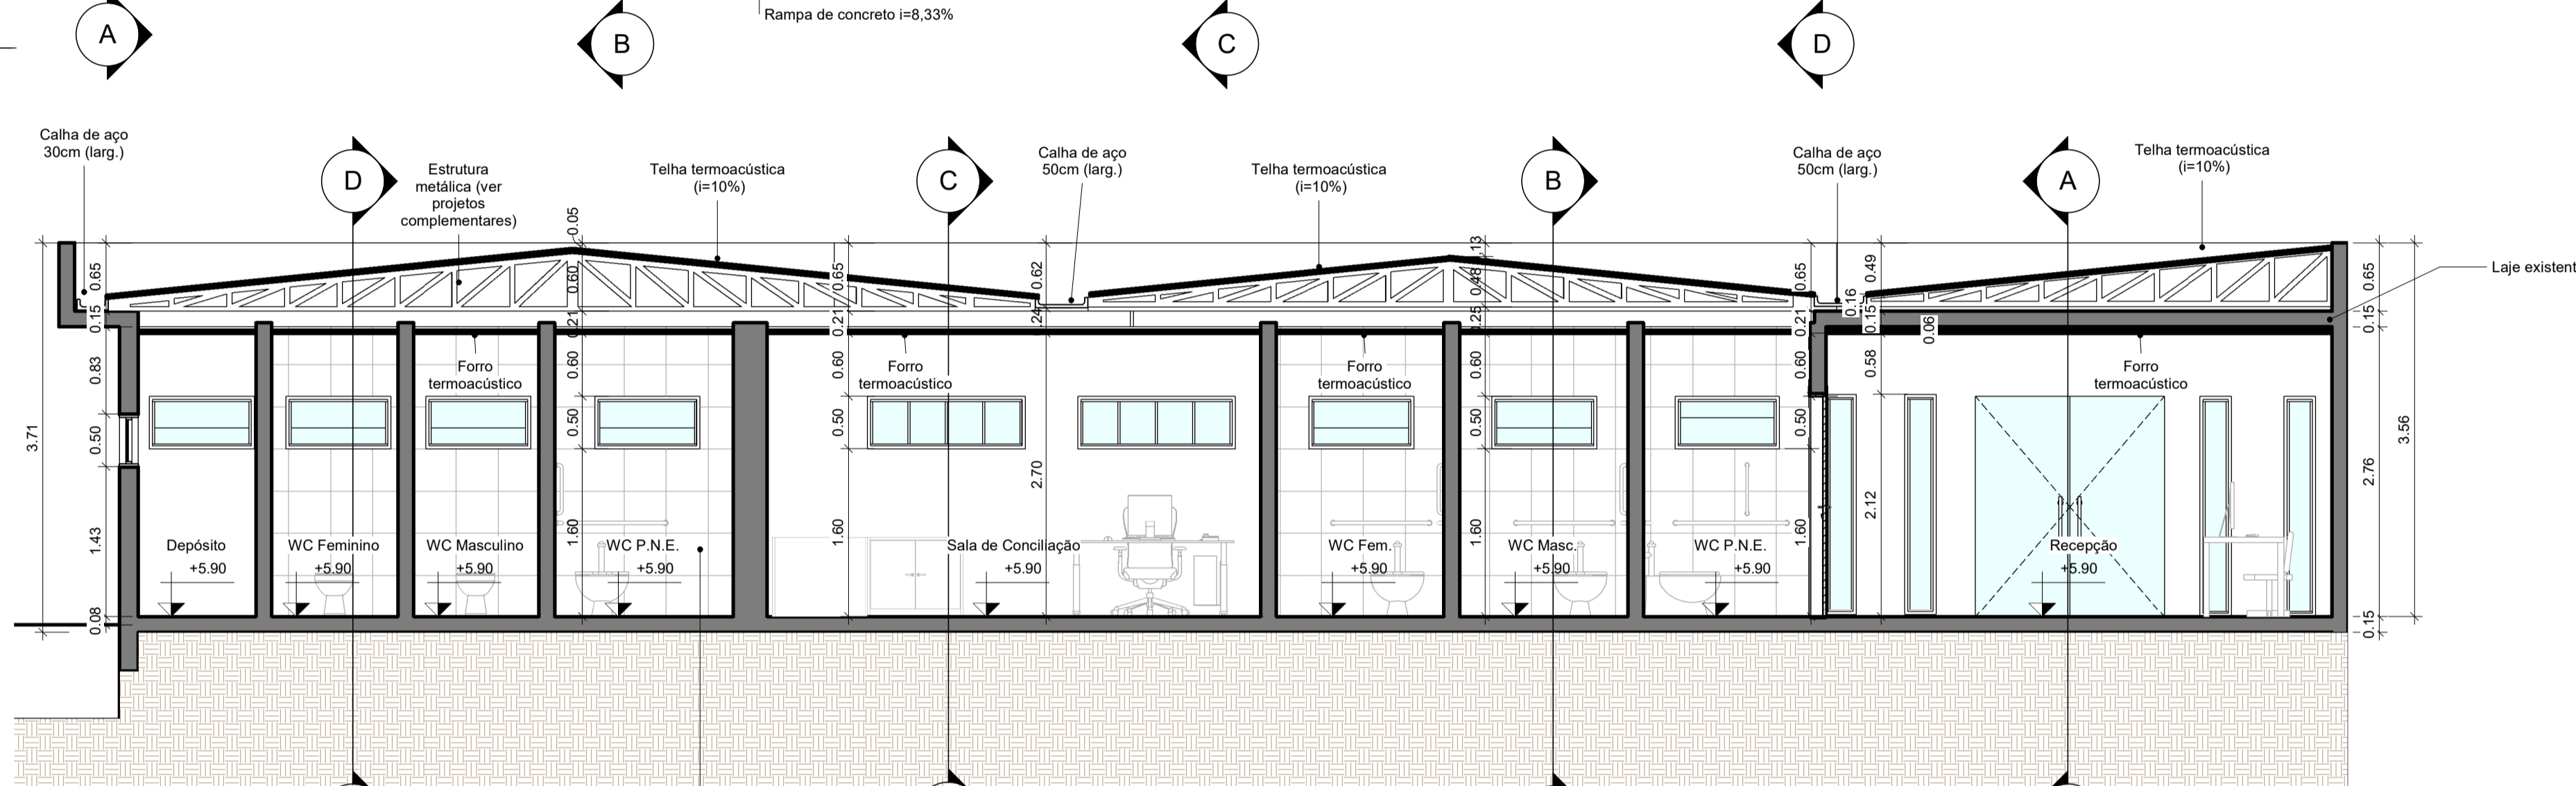 Rampa de concreto i=8,33%
A
B
C
D
Calha de aço
30cm (larg.)
D
Estrutura
metálica (ver
projetos
complementares)
Telha termoacústica
(i=10%)
C
Calha de aço
50cm (larg.)
Telha termoacústica
(i=10%)
B
Calha de aço
50cm (larg.)
A
Telha termoacústica
(i=10%)
Laje existent
0.05
0.65
0.60
0.65
0.62
0.48
0.65
0.49
0.16
0.65
0.15
0.21
0.21
0.25
0.21
0.15
0.06
0.15
Forro
termoacústico
Forro
termoacústico
Forro
termoacústico
Forro
termoacústico
0.83
0.60
0.60
0.60
0.60
0.58
3.71
0.50
0.50
0.50
0.50
0.50
3.56
2.70
2.76
1.43
1.60
1.60
1.60
1.60
2.12
Depósito
+5.90
WC Feminino
+5.90
WC Masculino
+5.90
WC P.N.E.
+5.90
Sala de Conciliação
+5.90
WC Fem.
+5.90
WC Masc.
+5.90
WC P.N.E.
+5.90
Recepção
+5.90
0.08
0.15